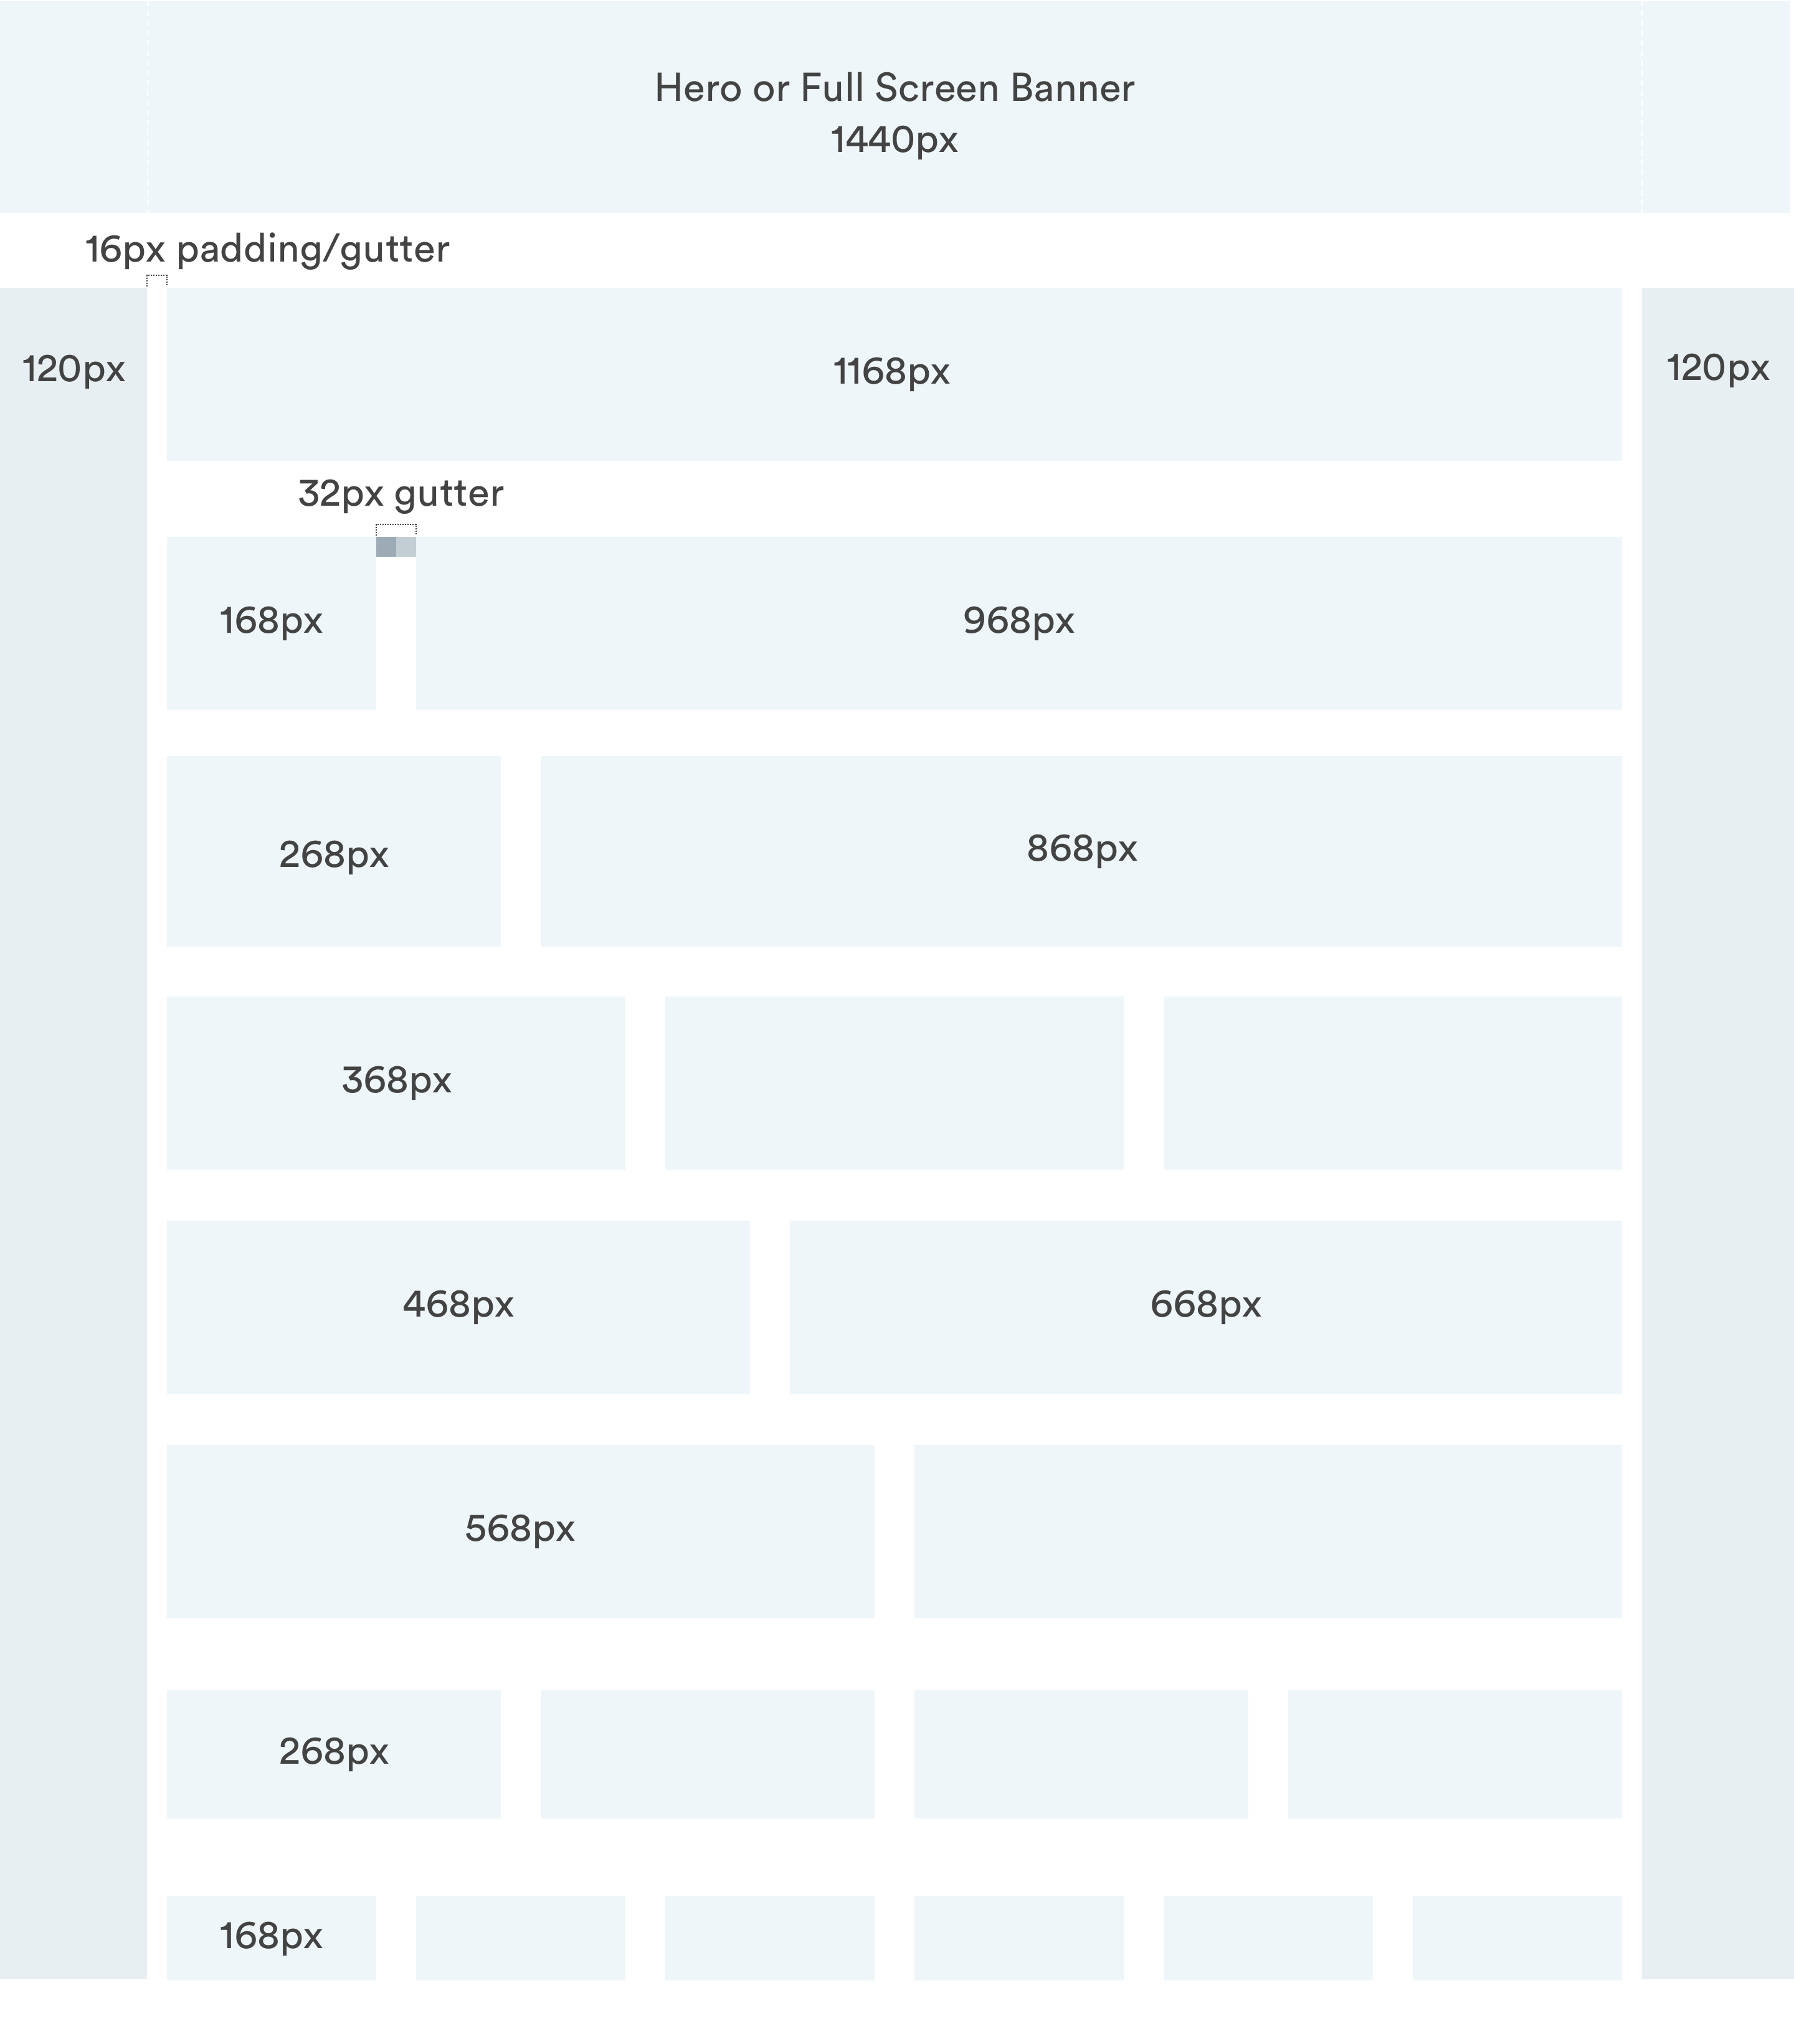 Hero or Full Screen Banner
1440px
16px padding/gutter
120px
1168px
120px
32px gutter
168px
968px
268px
868px
368px
468px
668px
568px
268px
168px